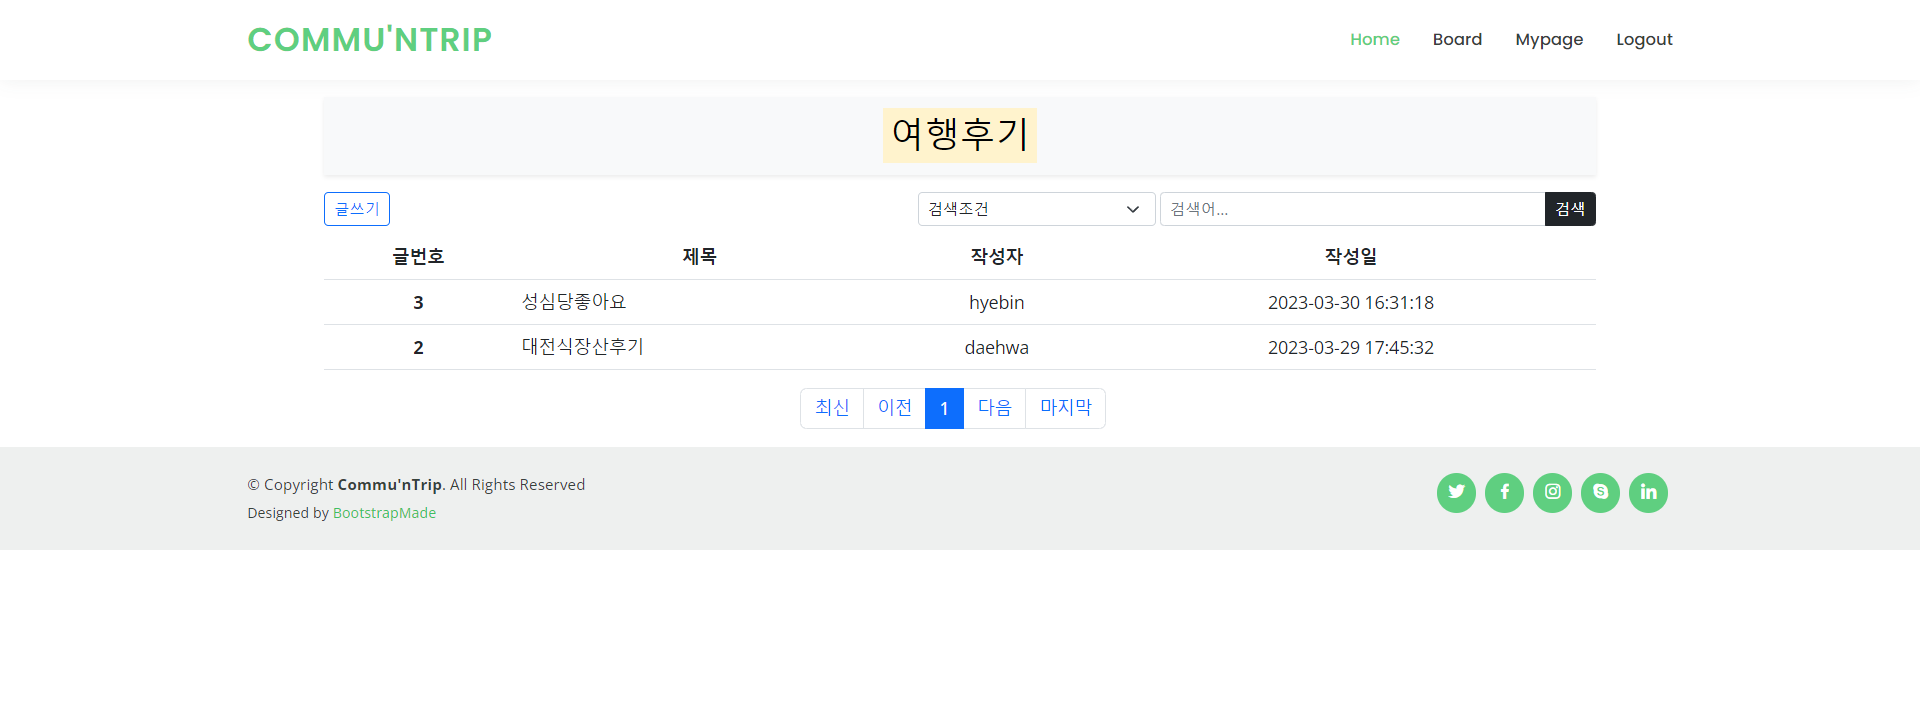 COMMU'NTRIP
Home Board Mypage Logout
여행후기
글쓰기 검색조건 검색어... 검색
글번호 제목 작성자 작성일
3 성심당좋아요 hyebin 2023-03-30 16:31:18
2 대전식장산후기 daehwa 2023-03-29 17:45:32
최신 이전 1 다음 마지막
© Copyright Commu'nTrip. All Rights Reserved
Designed by BootstrapMade